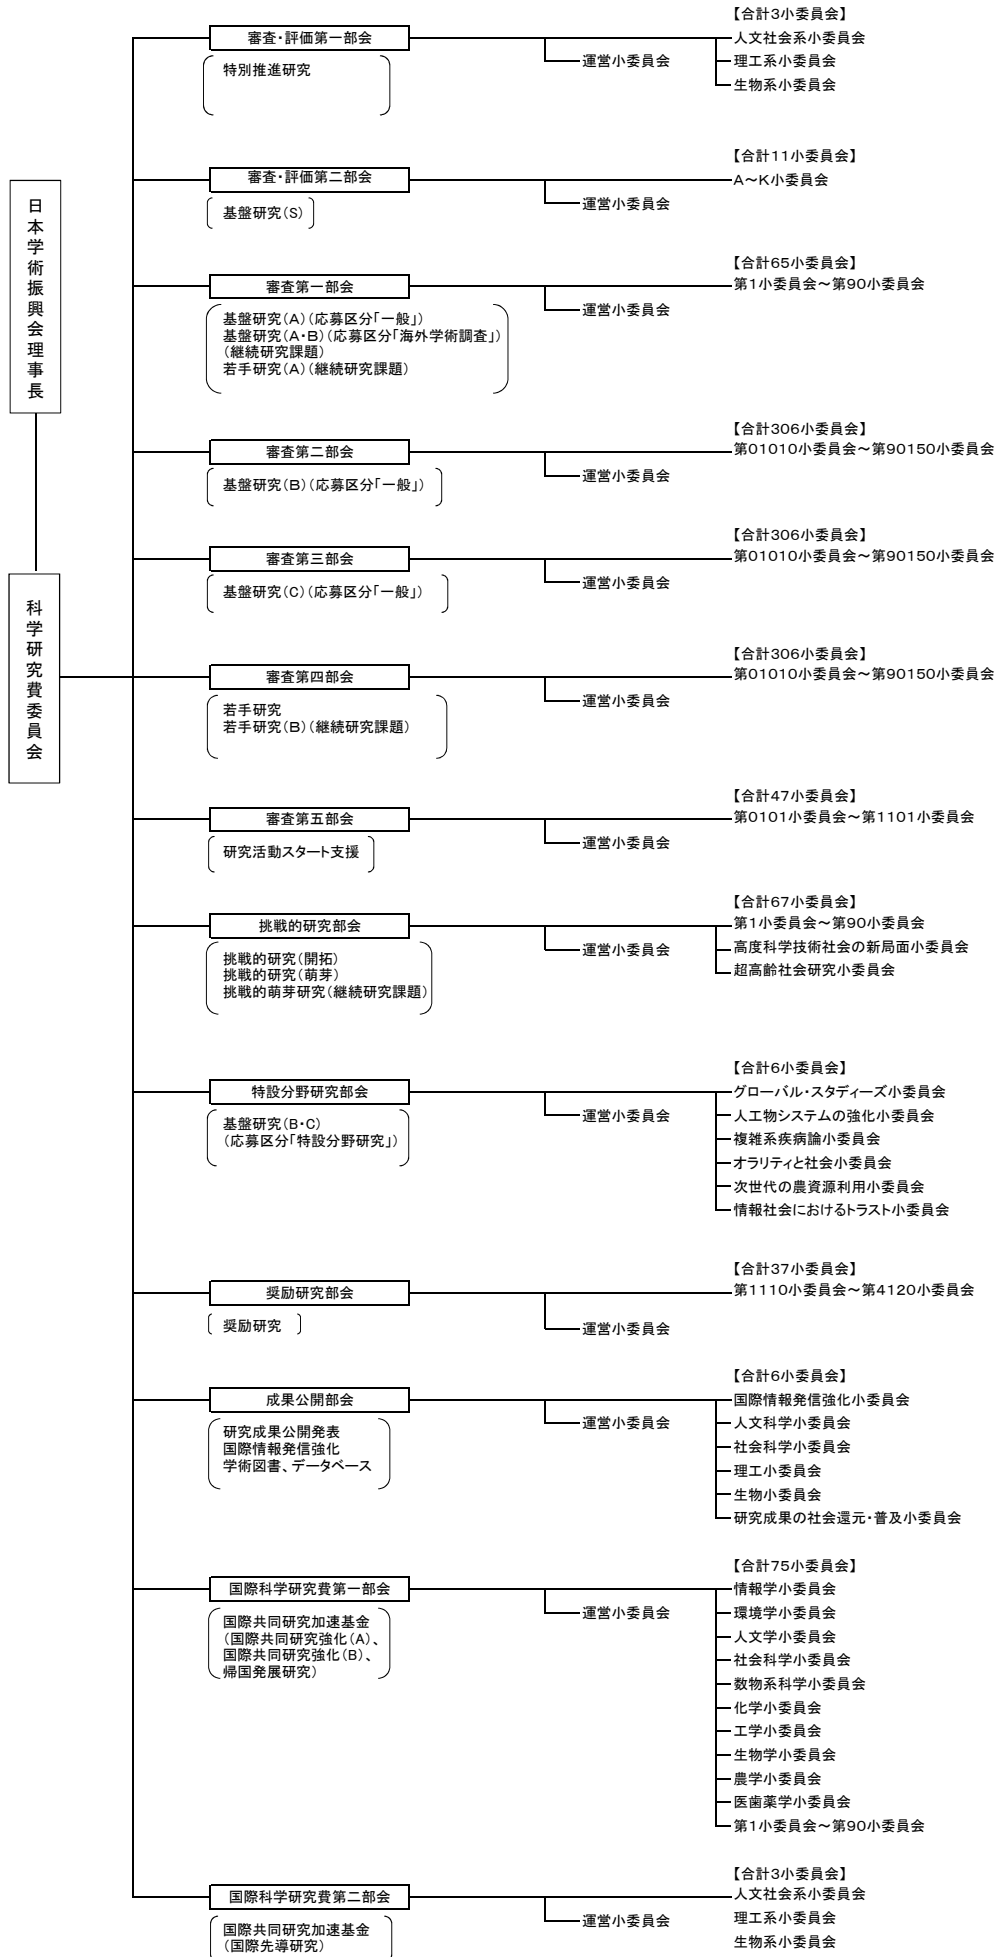 日本学術振興会理事長
科学研究費委員会
審査・評価第一部会
特別推進研究
運営小委員会
【合計3小委員会】
人文社会系小委員会
理工系小委員会
生物系小委員会
審査・評価第二部会
基盤研究(S)
運営小委員会
【合計11小委員会】
A～K小委員会
審査第一部会
基盤研究(A)(応募区分「一般」)
基盤研究(A・B)(応募区分「海外学術調査」)
(継続研究課題)
若手研究(A)(継続研究課題)
運営小委員会
【合計65小委員会】
第1小委員会～第90小委員会
審査第二部会
基盤研究(B)(応募区分「一般」)
運営小委員会
【合計306小委員会】
第01010小委員会～第90150小委員会
審査第三部会
基盤研究(C)(応募区分「一般」)
運営小委員会
【合計306小委員会】
第01010小委員会～第90150小委員会
審査第四部会
若手研究
若手研究(B)(継続研究課題)
運営小委員会
【合計306小委員会】
第01010小委員会～第90150小委員会
審査第五部会
研究活動スタート支援
運営小委員会
【合計47小委員会】
第0101小委員会～第1101小委員会
挑戦的研究部会
挑戦的研究(開拓)
挑戦的研究(萌芽)
挑戦的萌芽研究(継続研究課題)
運営小委員会
【合計67小委員会】
第1小委員会～第90小委員会
高度科学技術社会の新局面小委員会
超高齢社会研究小委員会
特設分野研究部会
基盤研究(B・C)
(応募区分「特設分野研究」)
運営小委員会
【合計6小委員会】
グローバル・スタディーズ小委員会
人工物システムの強化小委員会
複雑系疾病論小委員会
オラリティと社会小委員会
次世代の農資源利用小委員会
情報社会におけるトラスト小委員会
奨励研究部会
奨励研究
運営小委員会
【合計37小委員会】
第1110小委員会～第4120小委員会
成果公開部会
研究成果公開発表
国際情報発信強化
学術図書、データベース
運営小委員会
【合計6小委員会】
国際情報発信強化小委員会
人文科学小委員会
社会科学小委員会
理工小委員会
生物小委員会
研究成果の社会還元・普及小委員会
国際科学研究費第一部会
国際共同研究加速基金
(国際共同研究強化(A)、
国際共同研究強化(B)、
帰国発展研究)
運営小委員会
【合計75小委員会】
情報学小委員会
環境学小委員会
人文学小委員会
社会科学小委員会
数物系科学小委員会
化学小委員会
工学小委員会
生物学小委員会
農学小委員会
医歯薬学小委員会
第1小委員会～第90小委員会
国際科学研究費第二部会
国際共同研究加速基金
(国際先導研究)
運営小委員会
【合計3小委員会】
人文社会系小委員会
理工系小委員会
生物系小委員会